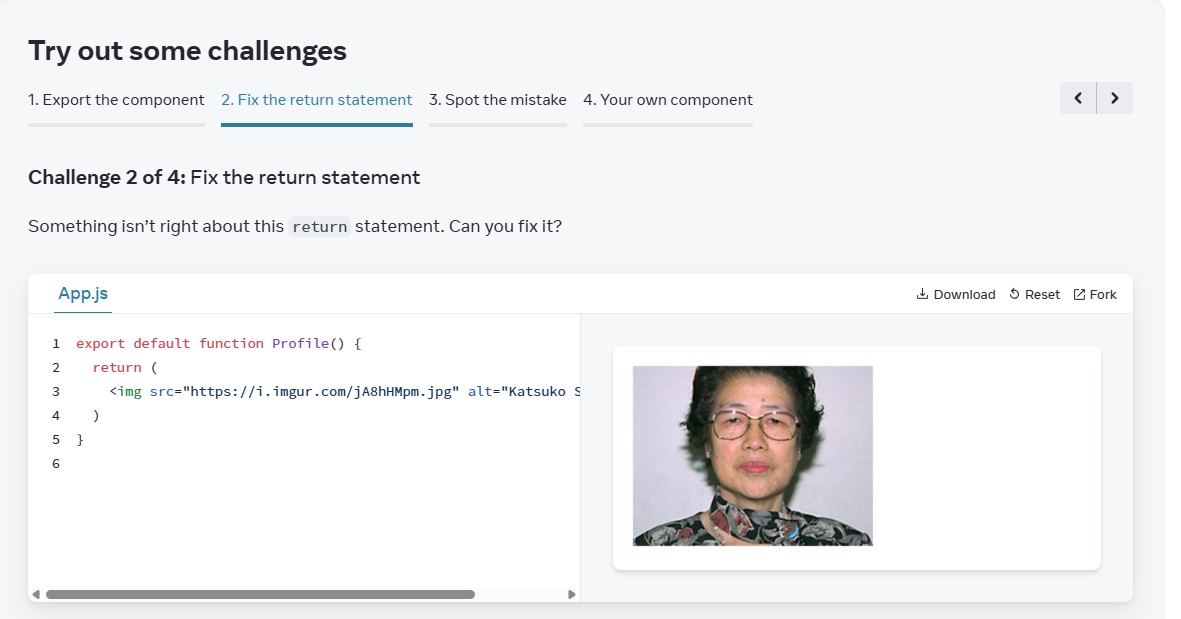 Try out some challenges
1. Export the component 2. Fix the return statement 3. Spot the mistake 4. Your own component
Challenge 2 of 4: Fix the return statement
Something isn’t right about this return statement. Can you fix it?
App.js Download Reset Fork
1 export default function Profile() {
2 return (
3 <img src="https://i.imgur.com/jA8hHMpm.jpg" alt="Katsuko S
4 )
5 }
6